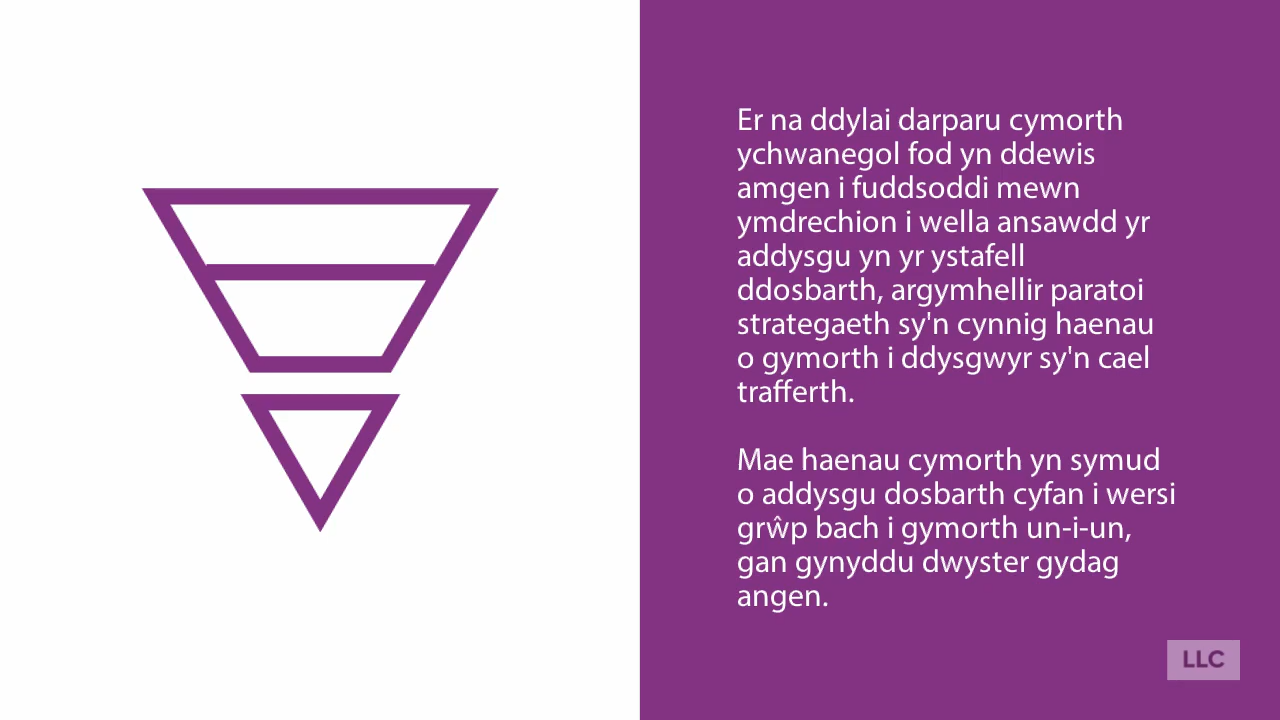 Er na ddylai darparu cymorth
ychwanegol fod yn ddewis
amgen i fuddsoddi mewn
ymdrechion i wella ansawdd yr
addysgu yn yr ystafell
ddosbarth, argymhellir paratoi
strategaeth sy'n cynnig haenau
o gymorth i ddysgwyr sy'n cael
trafferth.
Mae haenau cymorth yn symud
o addysgu dosbarth cyfan i wersi
grŵp bach i gymorth un-i-un,
gan gynyddu dwyster gydag
angen.
LLC